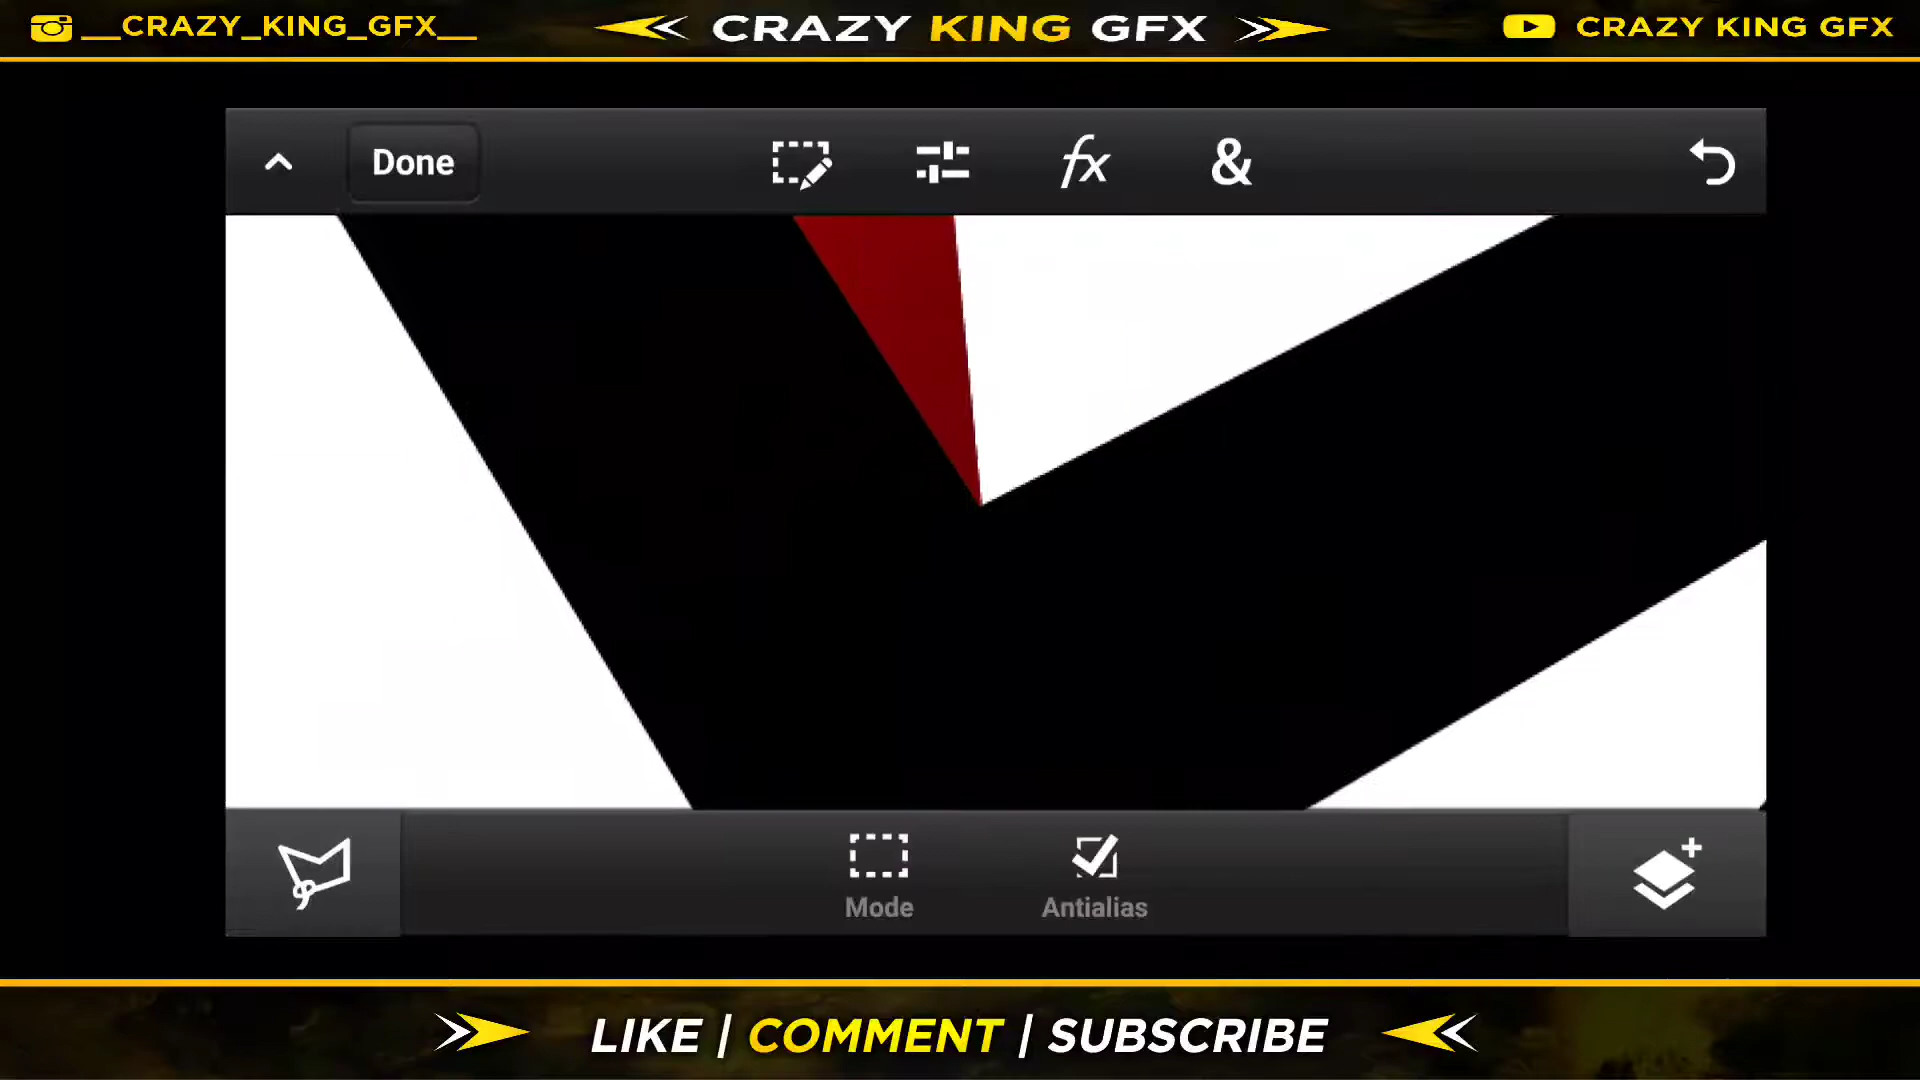 __CRAZY_KING_GFX__
CRAZY KING GFX
CRAZY KING GFX
Done
fx
&
Mode
Antialias
LIKE | COMMENT | SUBSCRIBE